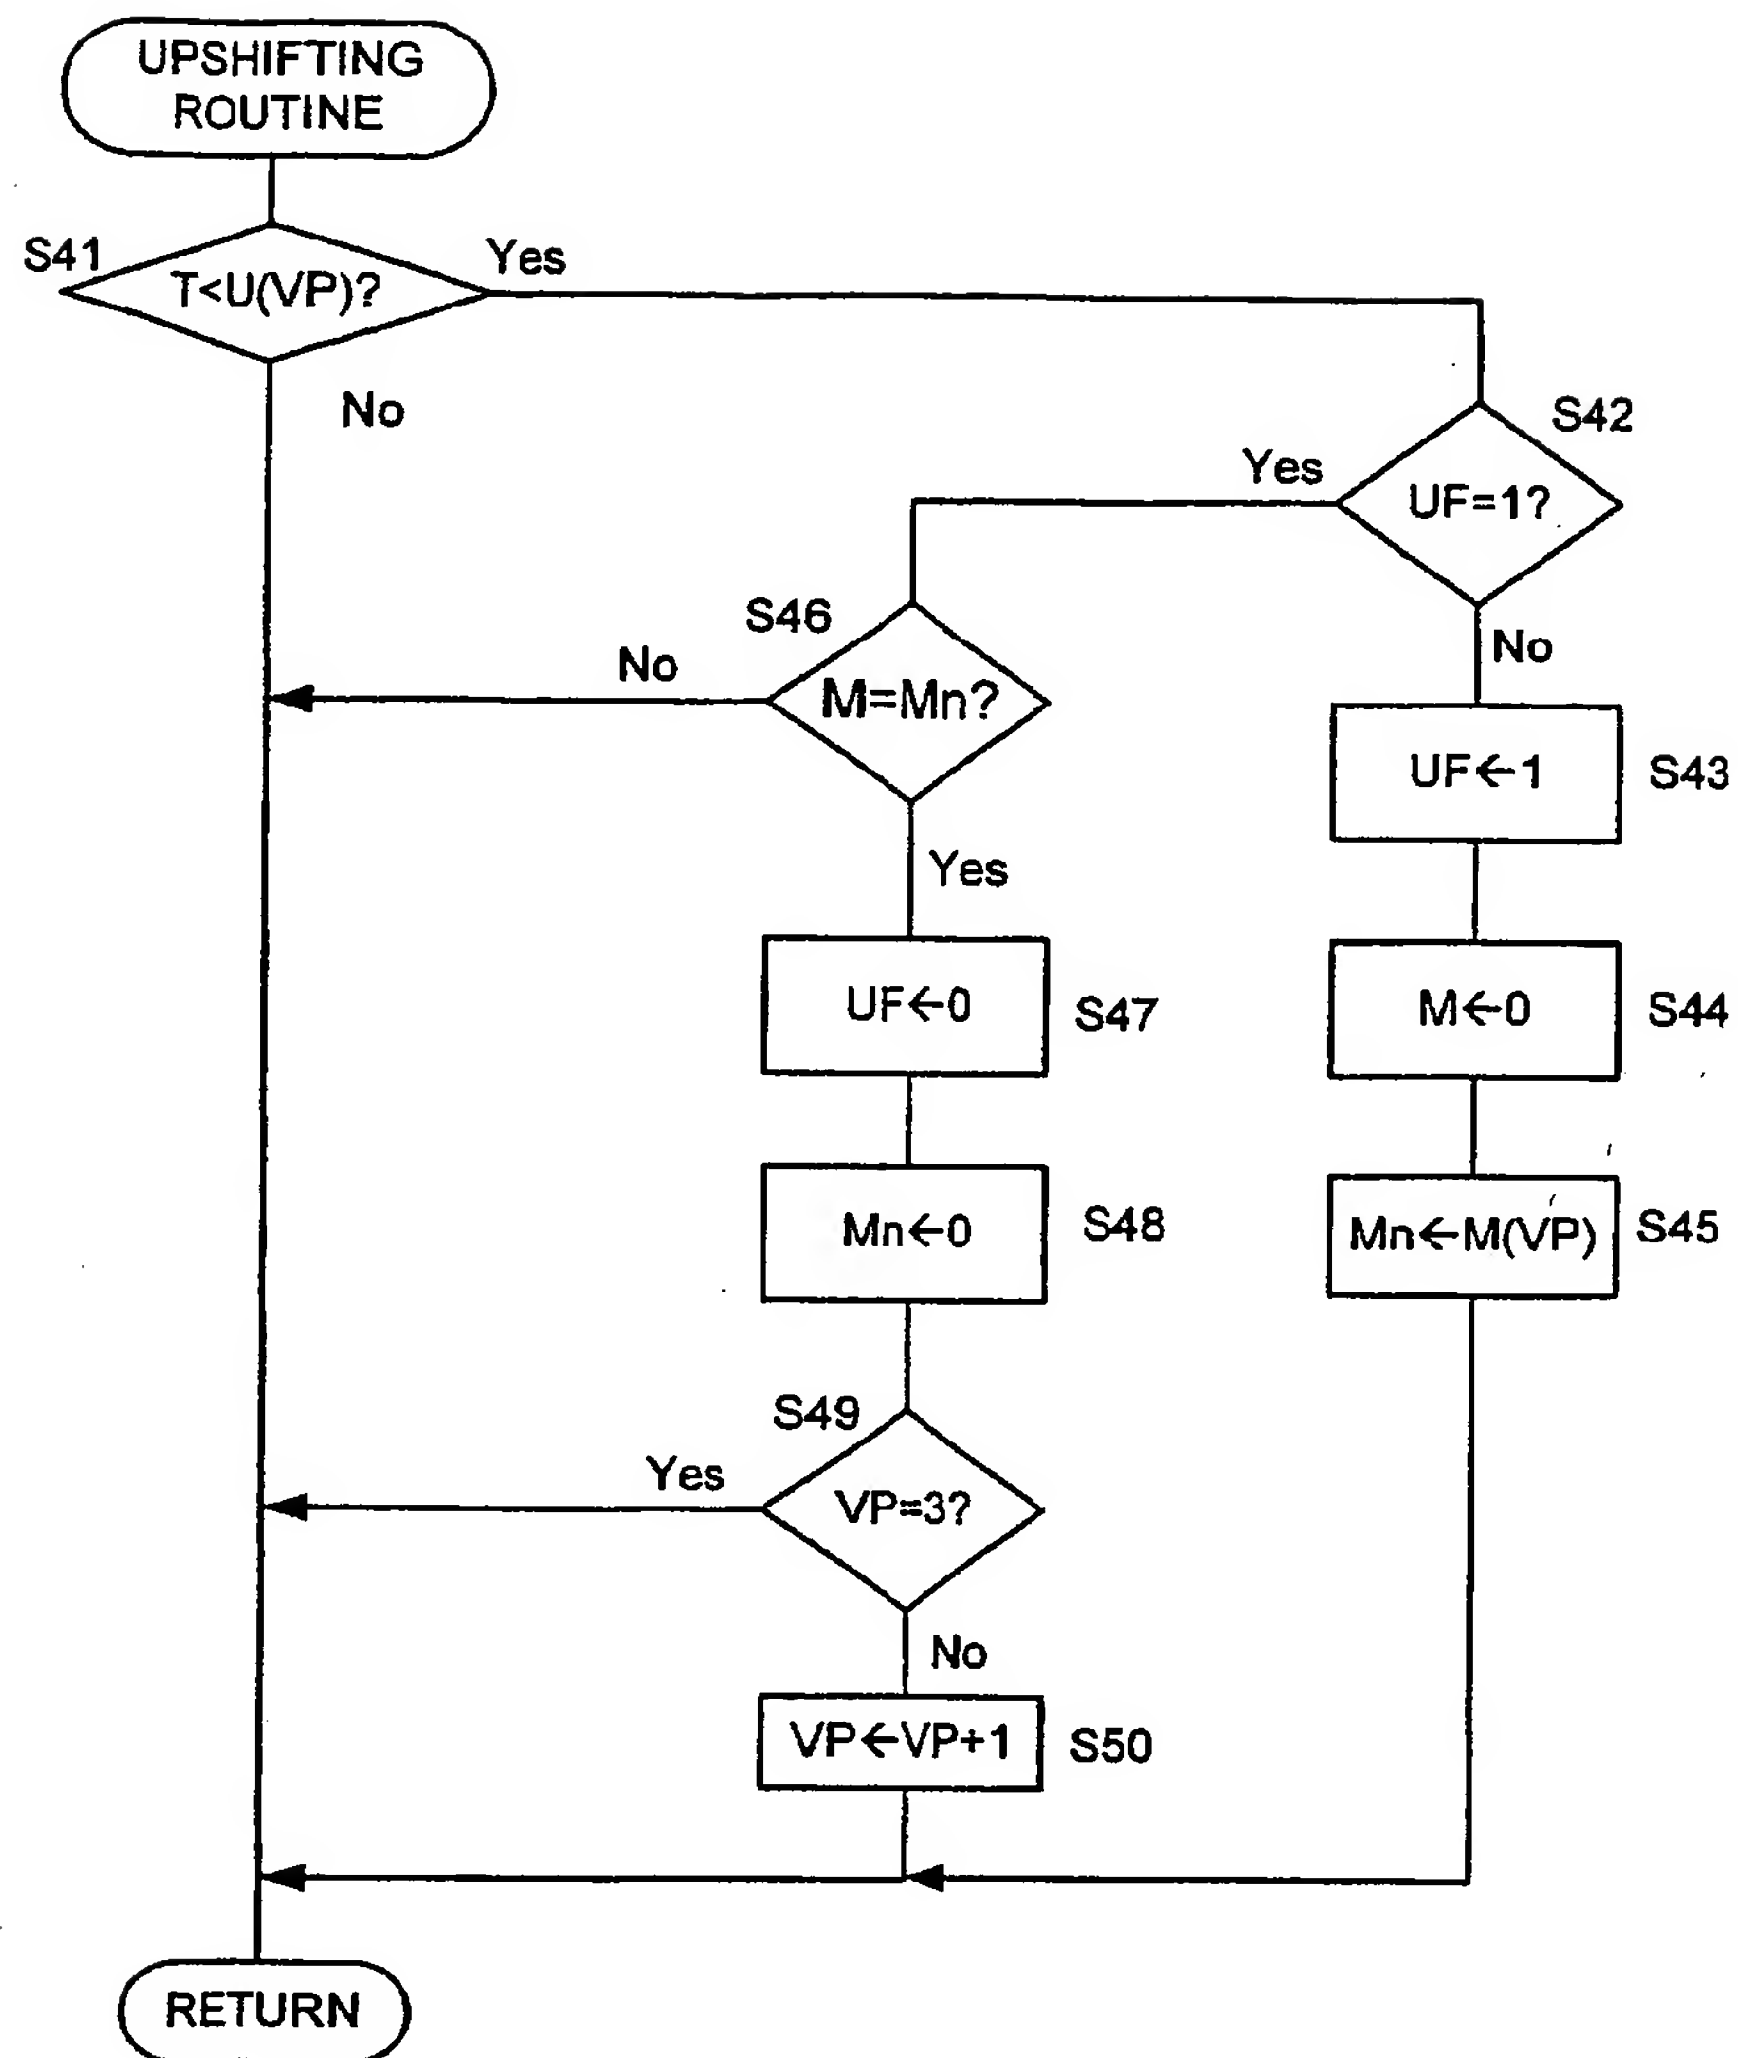 UPSHIFTING
ROUTINE
S41
T<U(VP)?
Yes
No
S42
UF=1?
Yes
No
S46
M=Mn?
No
Yes
UF←1
S43
UF←0
S47
M←0
S44
Mn←0
S48
Mn←M(VP)
S45
S49
VP=3?
Yes
No
VP←VP+1
S50
RETURN